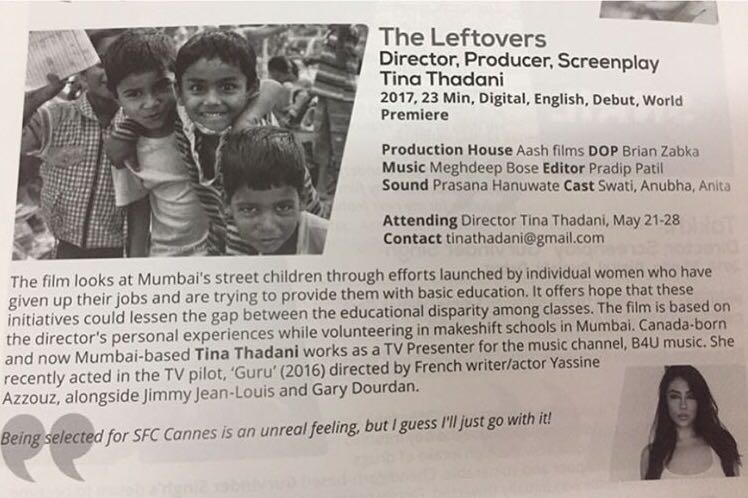 The Leftovers
Director, Producer, Screenplay
Tina Thadani
2017, 23 Min, Digital, English, Debut, World
Premiere
Production House Aash films DOP Brian Zabka
Music Meghdeep Bose Editor Pradip Patil
Sound Prasana Hanuwate Cast Swati, Anubha, Anita
Attending Director Tina Thadani, May 21-28
Contact tinathadani@gmail.com
The film looks at Mumbai's street children through efforts launched by individual women who have
given up their jobs and are trying to provide them with basic education. It offers hope that these
initiatives could lessen the gap between the educational disparity among classes. The film is based on
the director's personal experiences while volunteering in makeshift schools in Mumbai. Canada-born
and now Mumbai-based Tina Thadani works as a TV Presenter for the music channel, B4U music. She
recently acted in the TV pilot, 'Guru' (2016) directed by French writer/actor Yassine
Azzouz, alongside Jimmy Jean-Louis and Gary Dourdan.
Being selected for SFC Cannes is an unreal feeling, but I guess I'll just go with it!